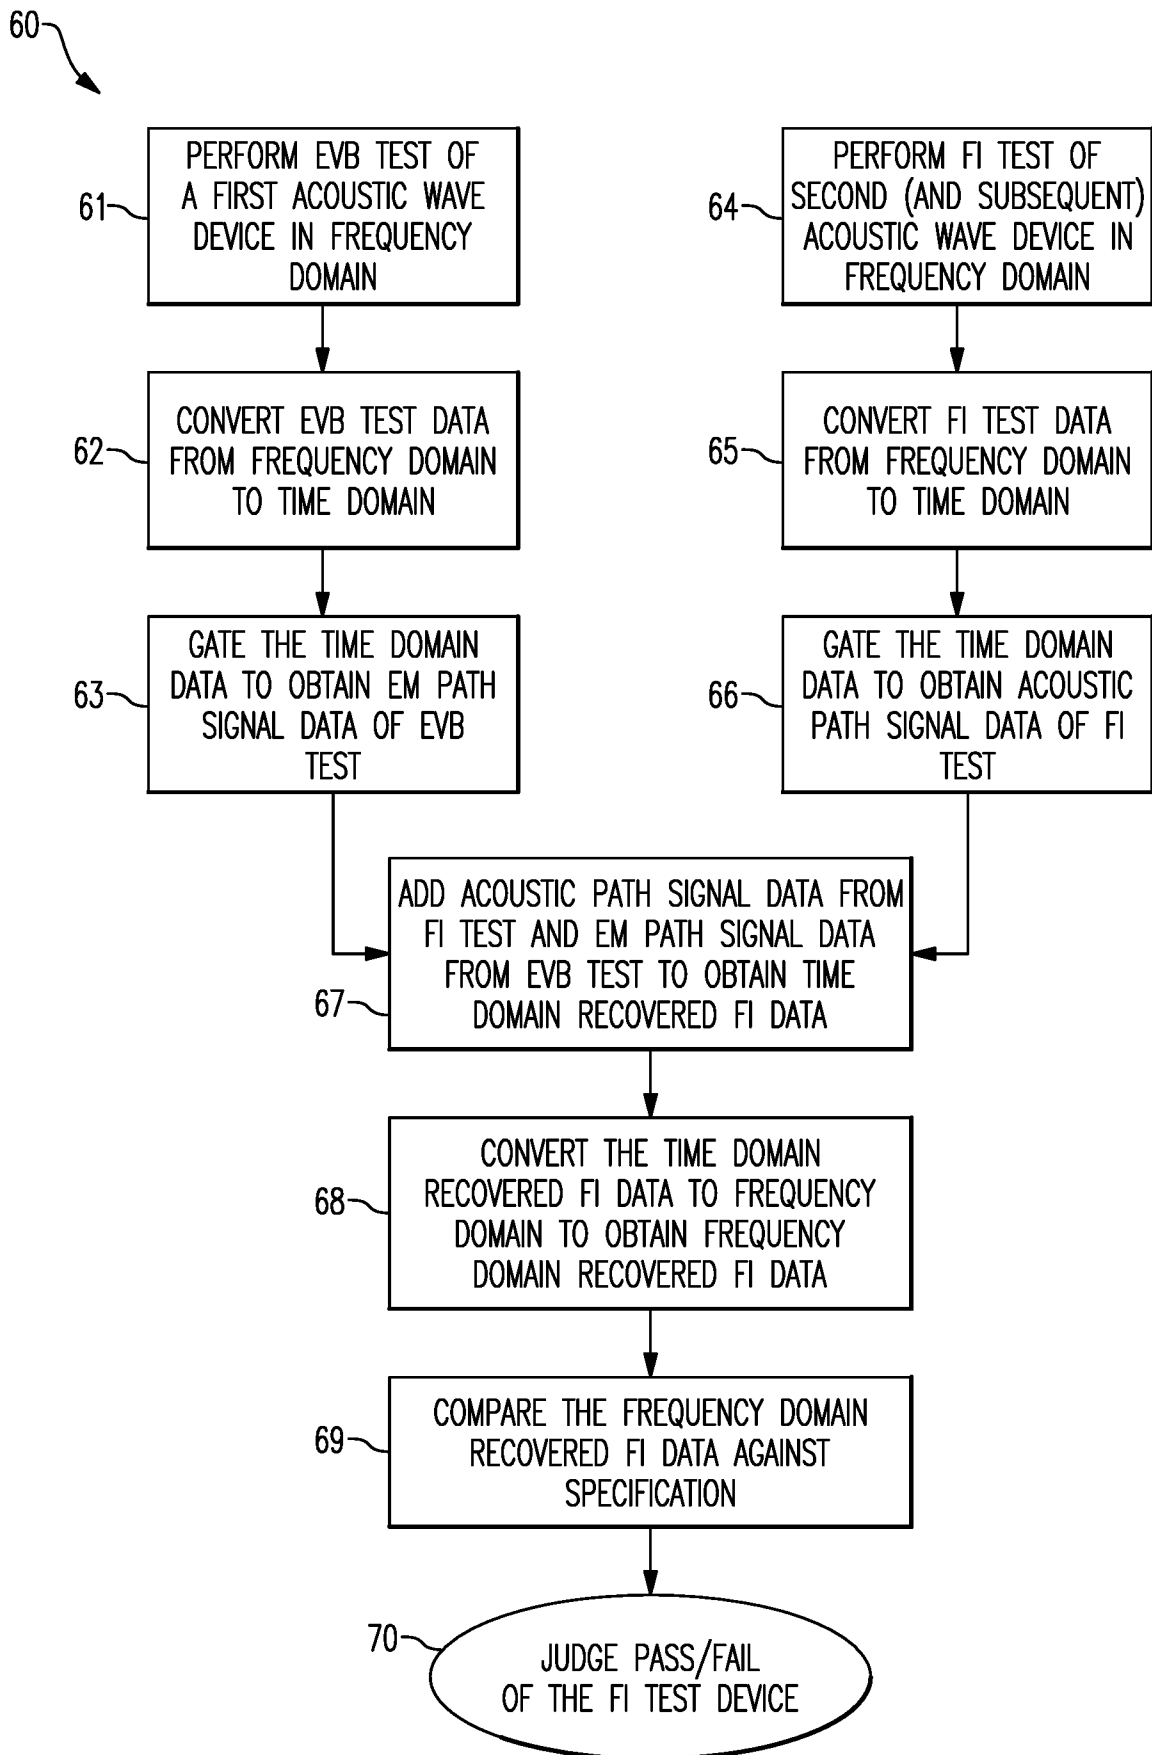 60
PERFORM EVB TEST OF
A FIRST ACOUSTIC WAVE
DEVICE IN FREQUENCY
DOMAIN
61
CONVERT EVB TEST DATA
FROM FREQUENCY DOMAIN
TO TIME DOMAIN
62
GATE THE TIME DOMAIN
DATA TO OBTAIN EM PATH
SIGNAL DATA OF EVB
TEST
63
PERFORM FI TEST OF
SECOND (AND SUBSEQUENT)
ACOUSTIC WAVE DEVICE IN
FREQUENCY DOMAIN
64
CONVERT FI TEST DATA
FROM FREQUENCY DOMAIN
TO TIME DOMAIN
65
GATE THE TIME DOMAIN
DATA TO OBTAIN ACOUSTIC
PATH SIGNAL DATA OF FI
TEST
66
ADD ACOUSTIC PATH SIGNAL DATA FROM
FI TEST AND EM PATH SIGNAL DATA
FROM EVB TEST TO OBTAIN TIME
DOMAIN RECOVERED FI DATA
67
CONVERT THE TIME DOMAIN
RECOVERED FI DATA TO FREQUENCY
DOMAIN TO OBTAIN FREQUENCY
DOMAIN RECOVERED FI DATA
68
COMPARE THE FREQUENCY DOMAIN
RECOVERED FI DATA AGAINST
SPECIFICATION
69
JUDGE PASS/FAIL
OF THE FI TEST DEVICE
70